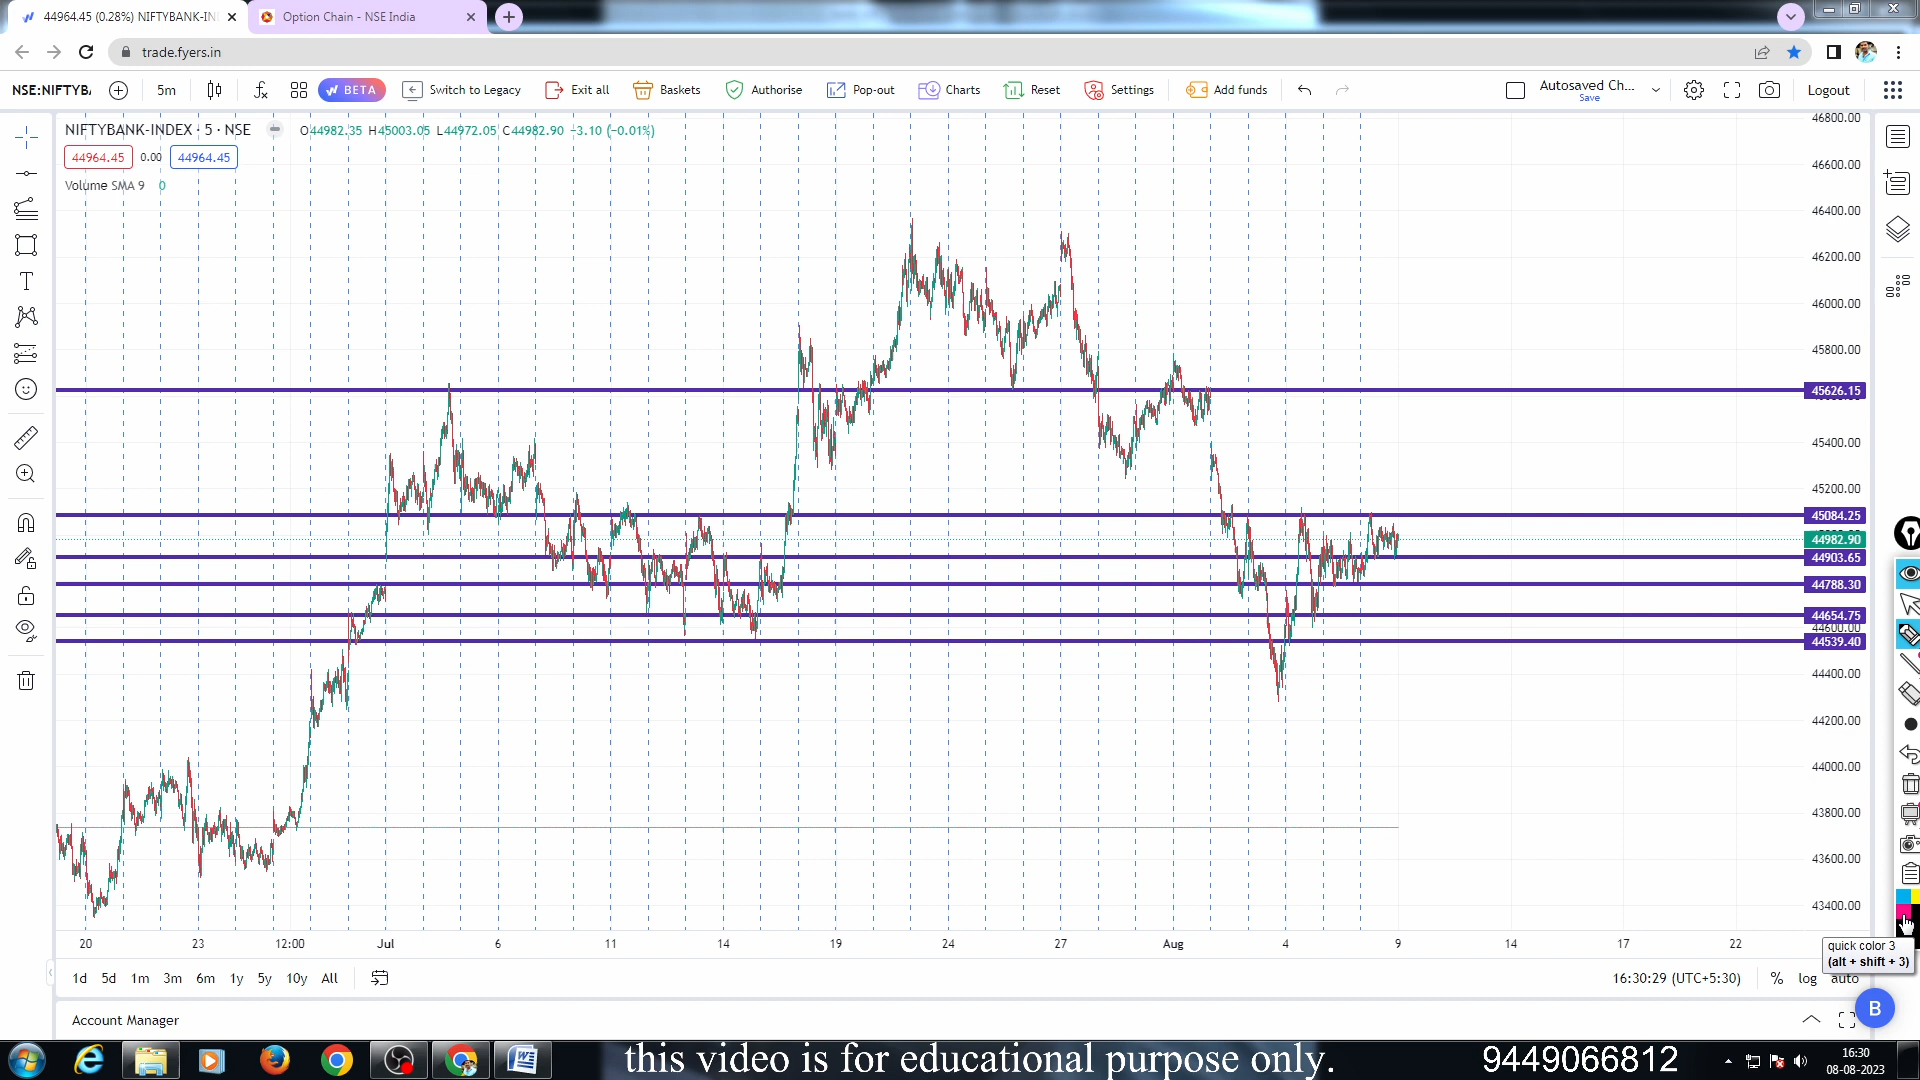 44964.45 (0.28%) NIFTYBANK-IN
Option Chain - NSE India
trade.fyers.in
NSE:NIFTYB
5m
BETA
Switch to Legacy
Exit all
Baskets
Authorise
Pop-out
Charts
Reset
Settings
Add funds
Autosaved Ch...
Save
Logout
NIFTYBANK-INDEX · 5 · NSE
O44982.35 H45003.05 L44972.05 C44982.90 −3.10 (−0.01%)
44964.45 0.00 44964.45
Volume SMA 9 0
46800.00
46600.00
46400.00
46200.00
46000.00
45800.00
45626.15
45400.00
45200.00
45084.25
44982.90
44903.65
44788.30
44654.75
44600.00
44539.40
44400.00
44200.00
44000.00
43800.00
43600.00
43400.00
20 23 12:00 Jul 6 11 14 19 24 27 Aug 4 9 14 17 22
quick color 3
(alt + shift + 3)
1d 5d 1m 3m 6m 1y 5y 10y All
16:30:29 (UTC+5:30) % log auto
B
Account Manager
this video is for educational purpose only.
9449066812
16:30
08-08-2023